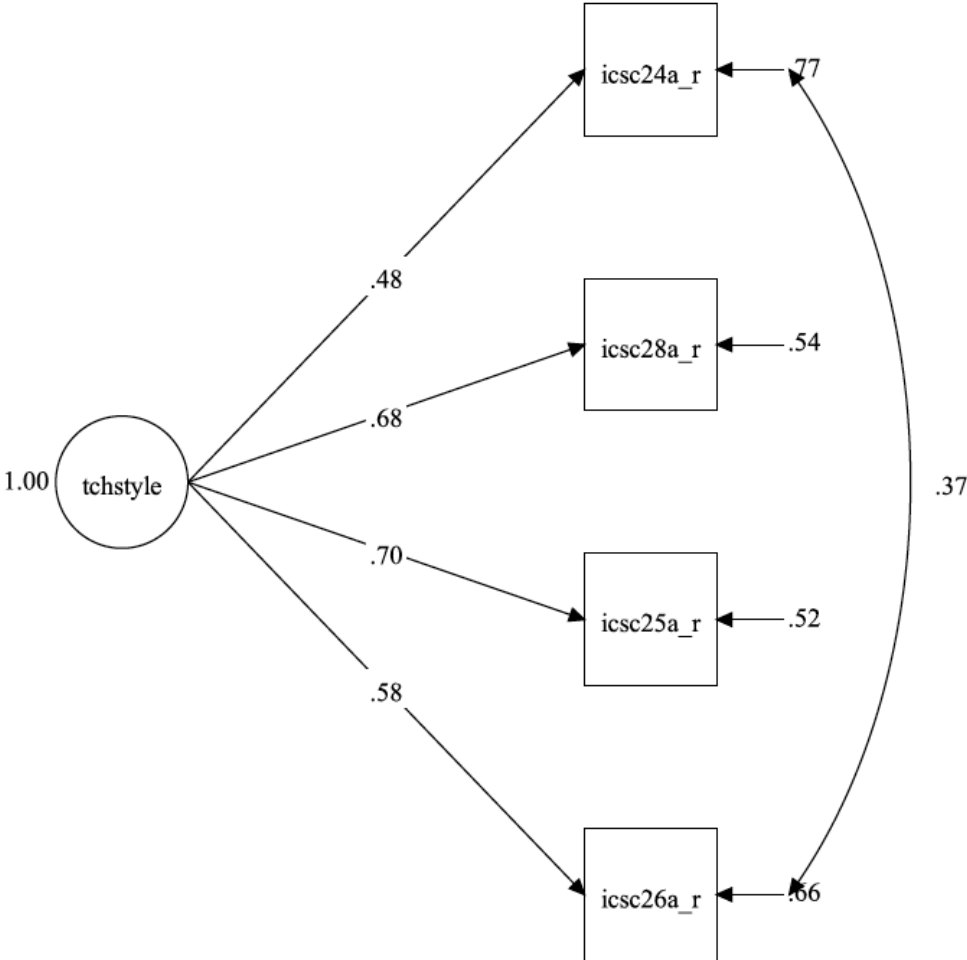 icsc24a_r
.77
.48
icsc28a_r
.54
.68
1.00
tchstyle
.37
.70
icsc25a_r
.52
.58
icsc26a_r
.66